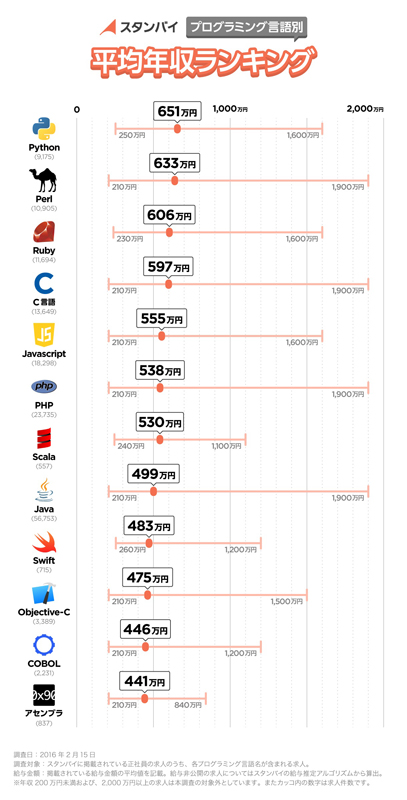 スタンバイ プログラミング言語別
平均年収ランキング
0 1,000万円 2,000万円
651万円
250万円 1,600万円
Python
(9,175)
633万円
210万円 1,900万円
Perl
(10,905)
606万円
230万円 1,600万円
Ruby
(11,694)
597万円
210万円 1,900万円
C
C言語
(13,649)
555万円
210万円 1,600万円
JS
Javascript
(18,298)
538万円
210万円 1,900万円
php
PHP
(23,735)
530万円
240万円 1,100万円
Scala
(557)
499万円
210万円 1,900万円
Java
(56,753)
483万円
260万円 1,200万円
Swift
(715)
475万円
210万円 1,500万円
Objective-C
(3,389)
446万円
210万円 1,200万円
COBOL
(2,231)
441万円
210万円 840万円
0x90
アセンブラ
(837)
調査日：2016年2月15日
調査対象：スタンバイに掲載されている正社員の求人のうち、各プログラミング言語名が含まれる求人。
給与金額：掲載されている給与金額の平均値を記載。給与非公開の求人についてはスタンバイの給与推定アルゴリズムから算出。
※年収200万円未満および、2,000万円以上の求人は本調査の対象外としています。またカッコ内の数字は求人件数です。